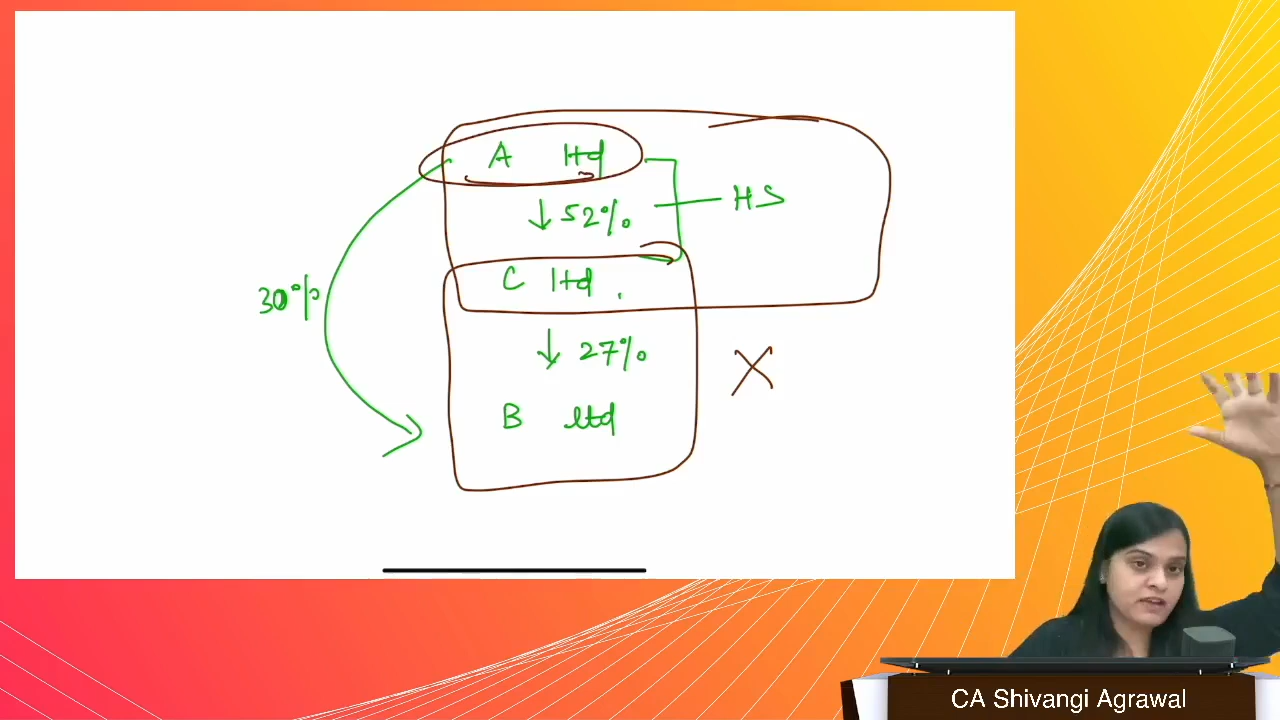 A ltd
↓ 52%
HS
C ltd.
30%
↓ 27%
X
B ltd
CA Shivangi Agrawal